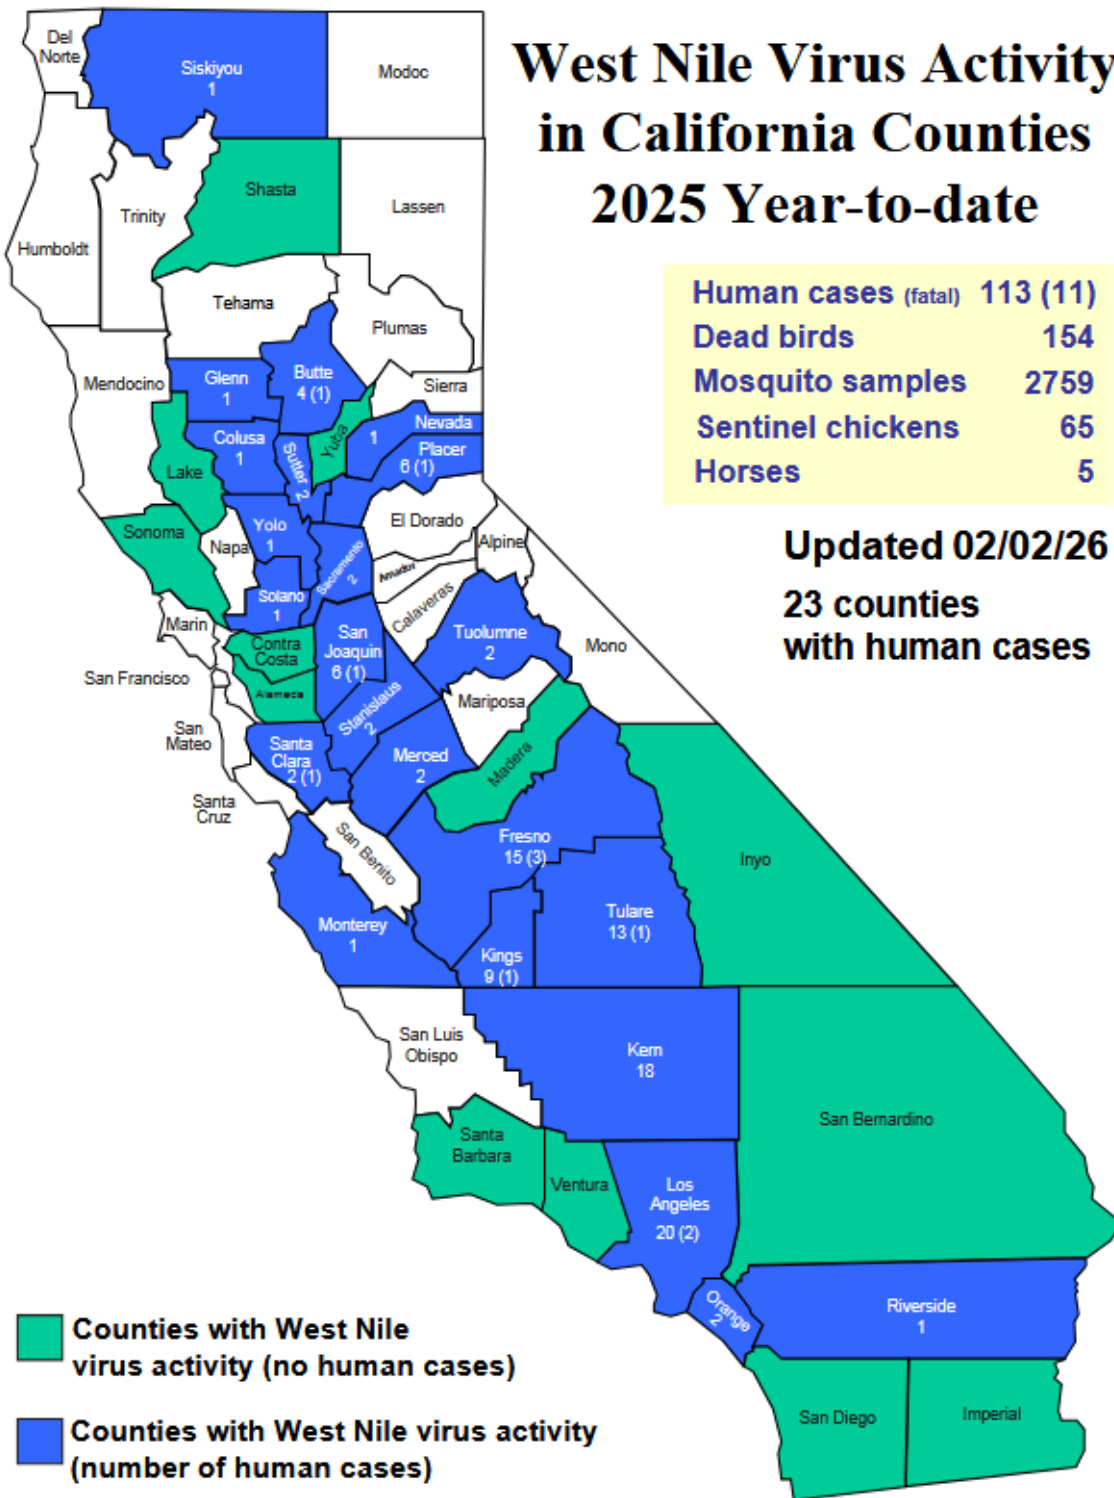 West Nile Virus Activity
in California Counties
2025 Year-to-date
Human cases (fatal) 113 (11)
Dead birds 154
Mosquito samples 2759
Sentinel chickens 65
Horses 5
Updated 02/02/26
23 counties
with human cases
Del
Norte
Siskiyou
1
Modoc
Shasta
Lassen
Trinity
Humboldt
Tehama
Plumas
Mendocino
Glenn
1
Butte
4 (1)
Sierra
Nevada
1
Colusa
1
Sutter 2
Yuba
Placer
6 (1)
Lake
Sonoma
Yolo
1
Napa
El Dorado
Alpine
Sacramento
2
Amador
Solano
1
Calaveras
Marin
Contra
Costa
San
Joaquin
6 (1)
Tuolumne
2
Mono
San Francisco
Alameda
Stanislaus
2
Mariposa
San
Mateo
Santa
Clara
2 (1)
Merced
2
Madera
Santa
Cruz
San Benito
Fresno
15 (3)
Inyo
Monterey
1
Tulare
13 (1)
Kings
9 (1)
San Luis
Obispo
Kern
18
San Bernardino
Santa
Barbara
Ventura
Los
Angeles
20 (2)
Orange
2
Riverside
1
San Diego
Imperial
Counties with West Nile
virus activity (no human cases)
Counties with West Nile virus activity
(number of human cases)